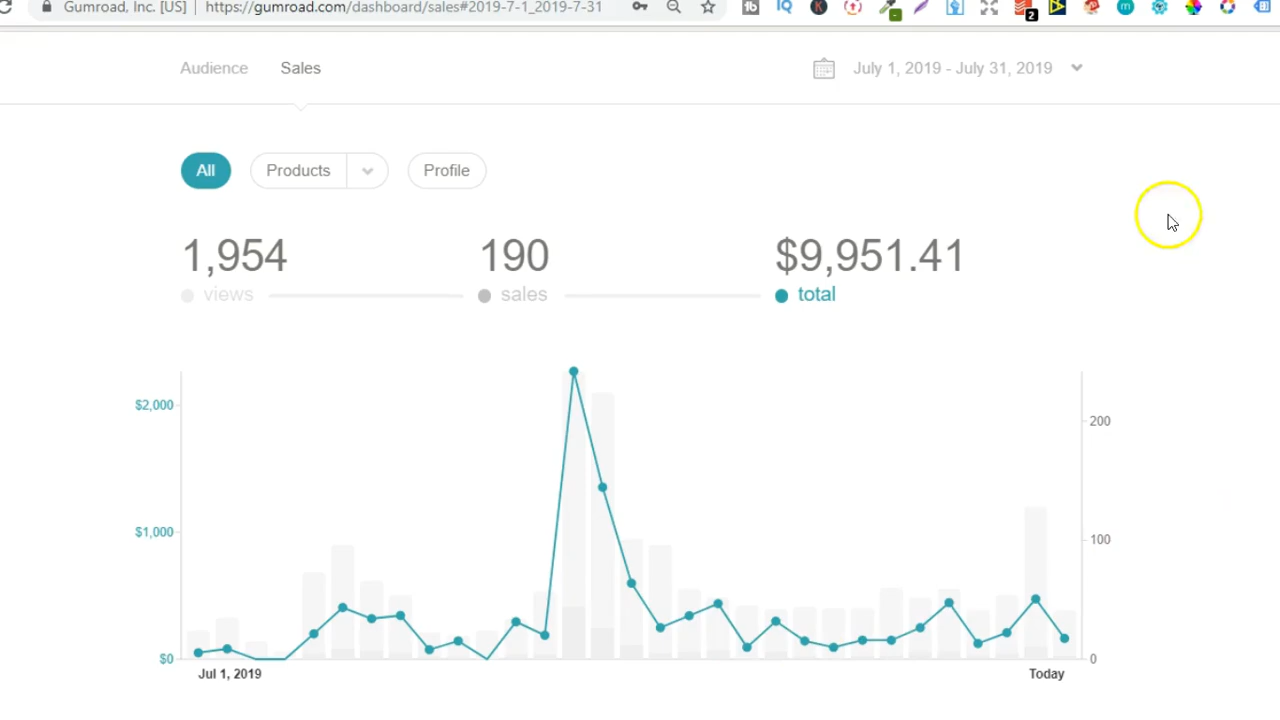 Gumroad, Inc. [US] | https://gumroad.com/dashboard/sales#2019-7-1_2019-7-31
2
Audience Sales July 1, 2019 - July 31, 2019
All Products Profile
1,954 190 $9,951.41
views sales total
$2,000
200
$1,000
100
$0 0
Jul 1, 2019 Today